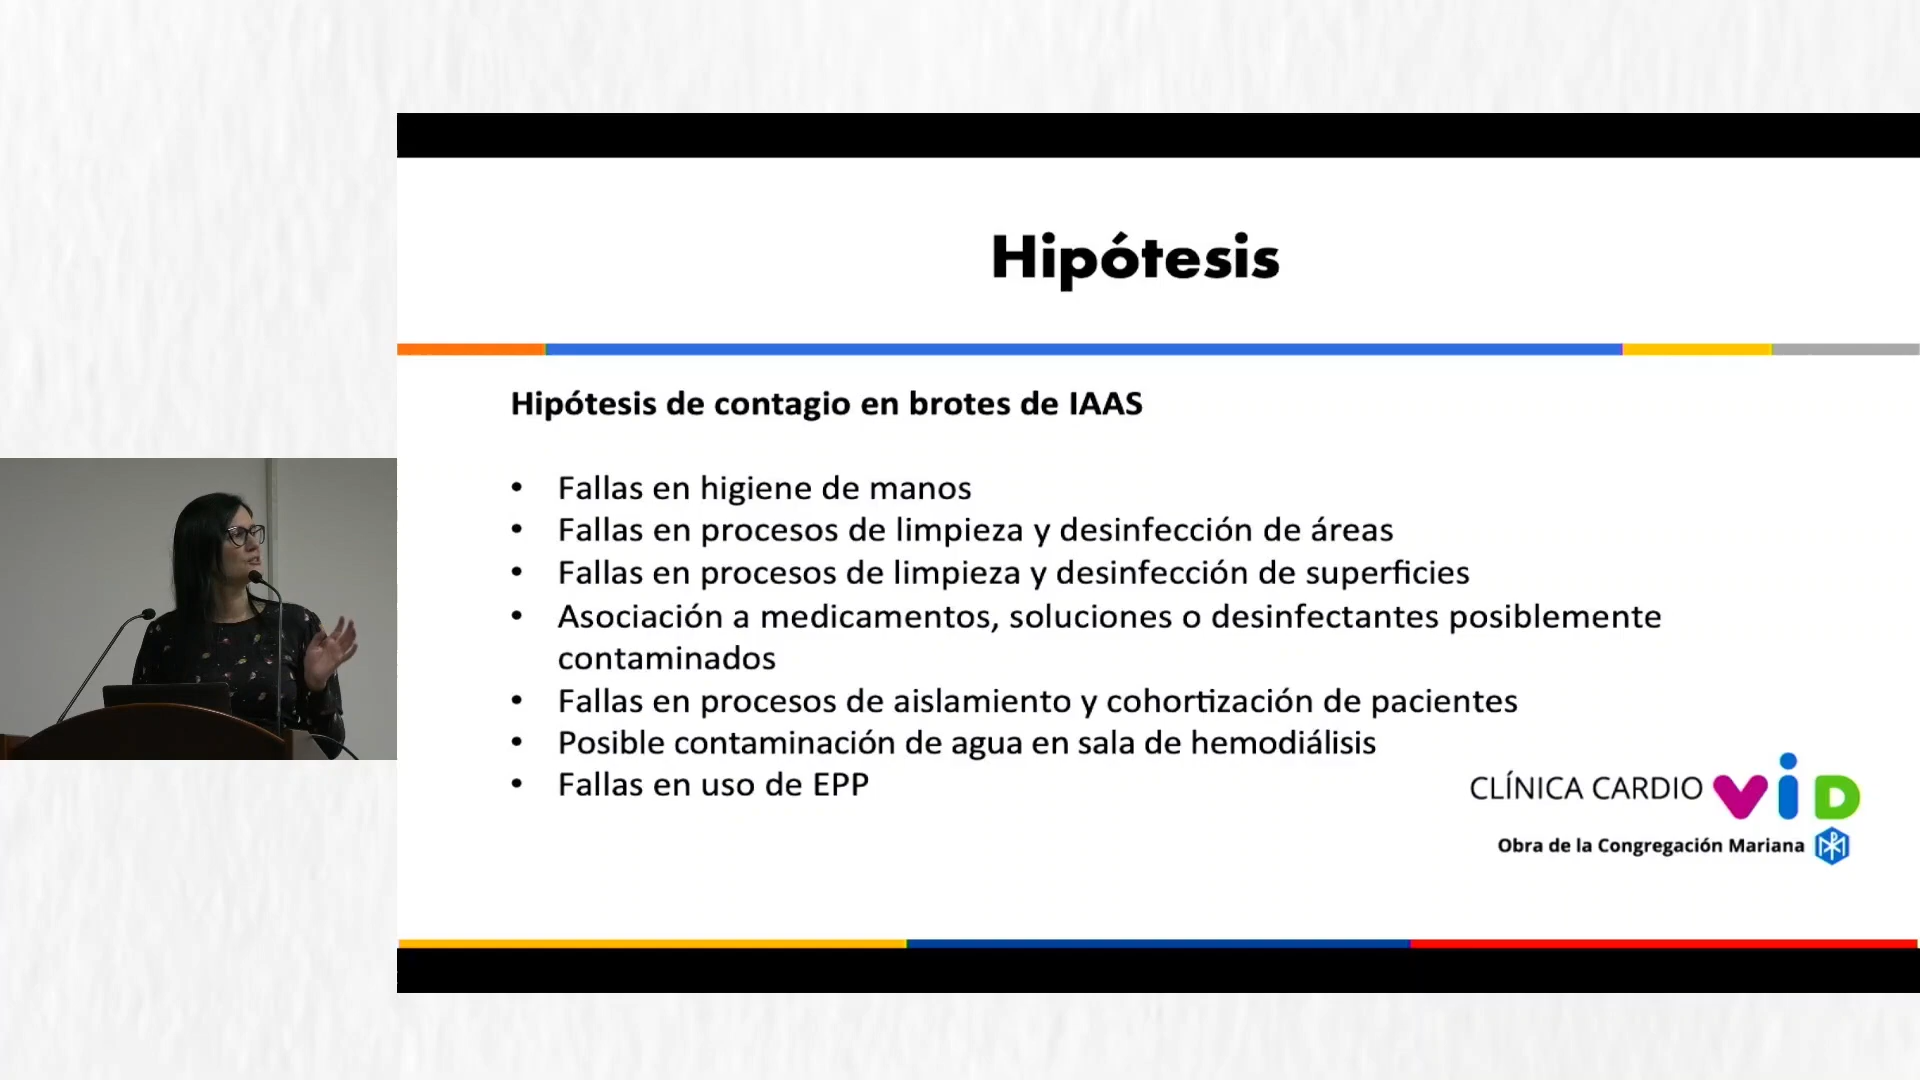 Hipótesis
Hipótesis de contagio en brotes de IAAS
• Fallas en higiene de manos
• Fallas en procesos de limpieza y desinfección de áreas
• Fallas en procesos de limpieza y desinfección de superficies
• Asociación a medicamentos, soluciones o desinfectantes posiblemente
contaminados
• Fallas en procesos de aislamiento y cohortización de pacientes
• Posible contaminación de agua en sala de hemodiálisis
• Fallas en uso de EPP
CLÍNICA CARDIO ViD
Obra de la Congregación Mariana